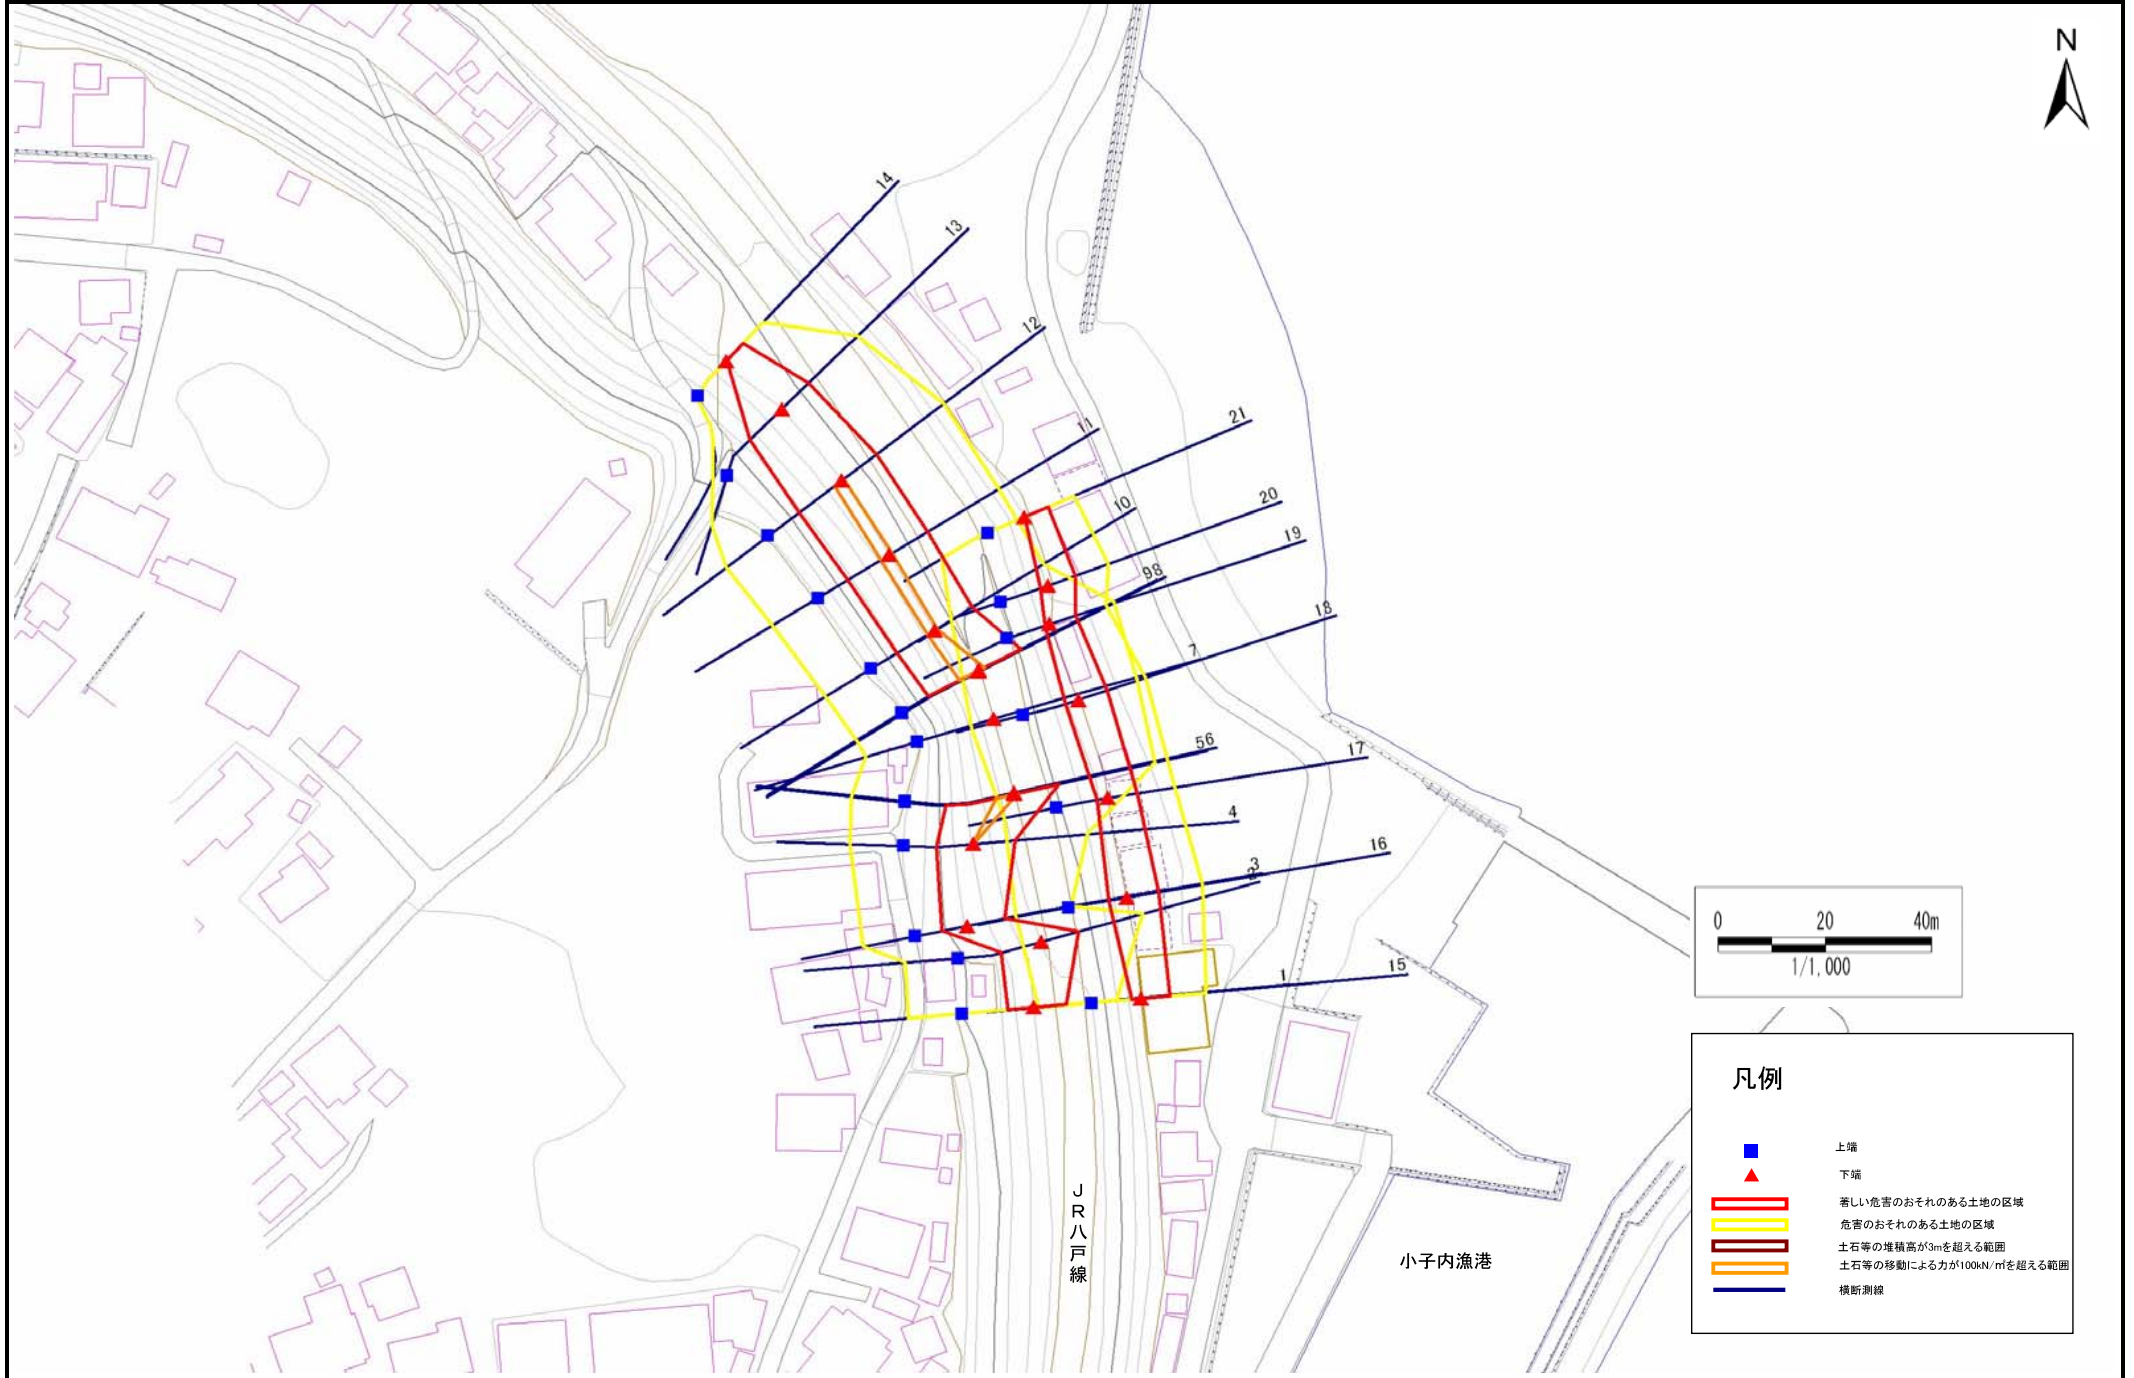 N
14
13
12
11
21
10
20
19
98
18
7
56
17
4
16
3
2
15
1
0 20 40m
1/1,000
凡例
上端
下端
著しい危害のおそれのある土地の区域
危害のおそれのある土地の区域
土石等の堆積高が3mを超える範囲
土石等の移動による力が100kN/㎡を超える範囲
横断測線
JR八戸線
小子内漁港